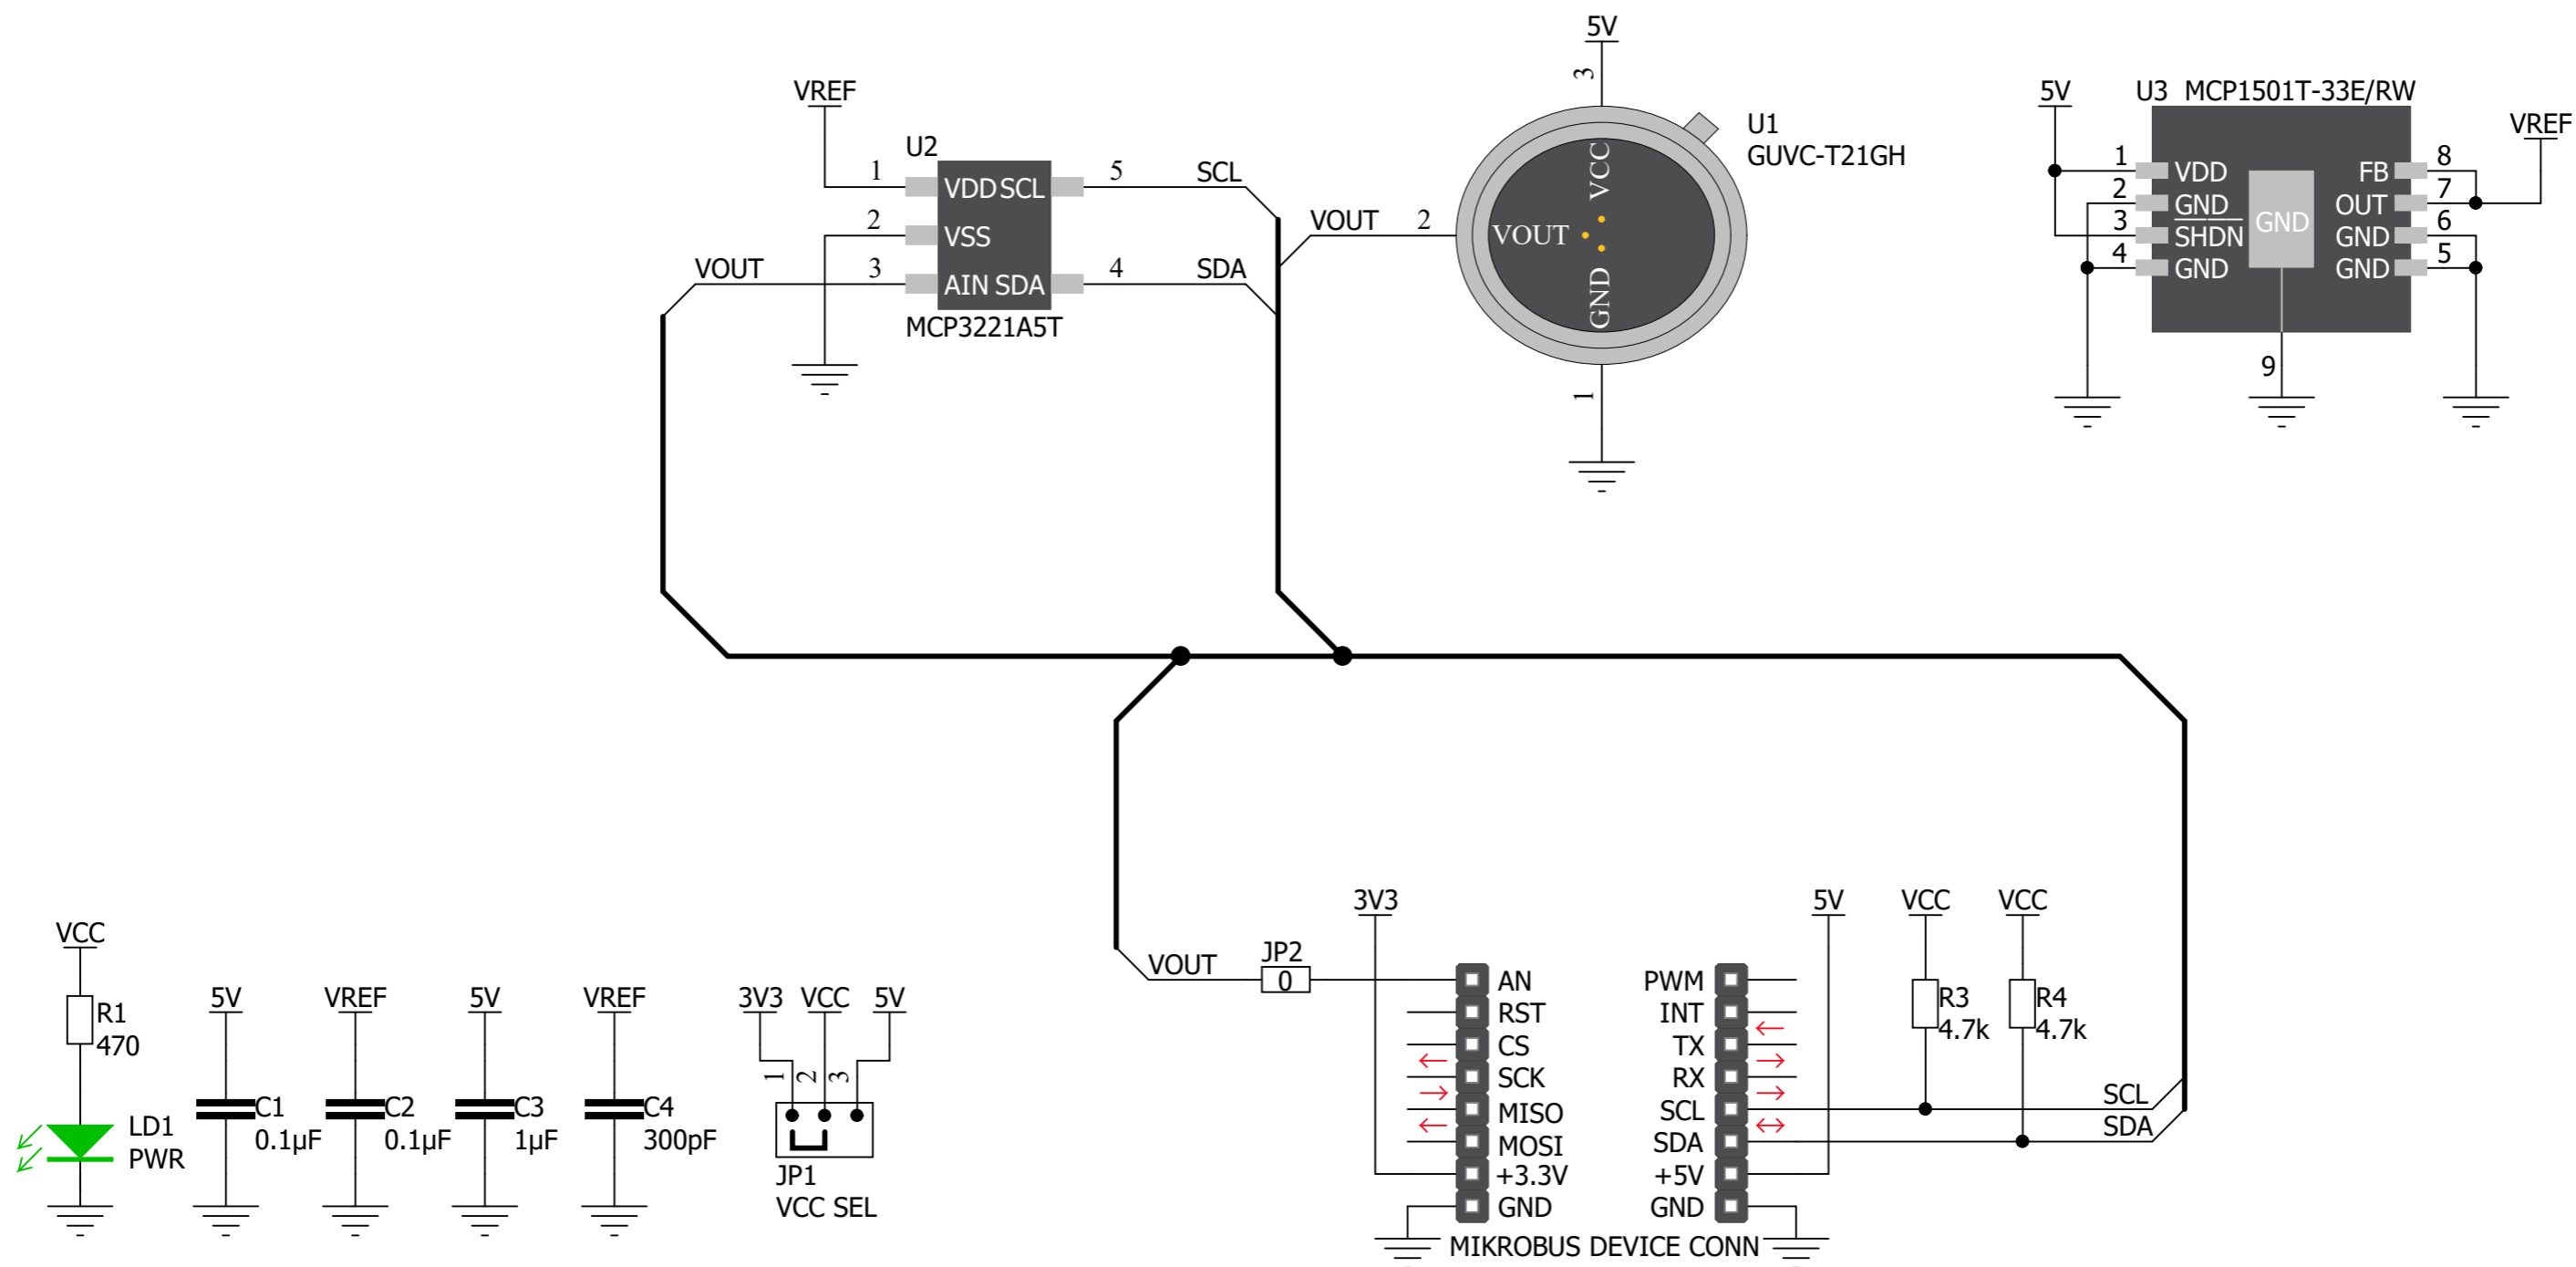 5V
3
U1
GUVC-T21GH
VCC
VOUT
GND
VOUT 2
1
VREF
U2
1 VDD SCL 5 SCL
2 VSS
VOUT 3 AIN SDA 4 SDA
MCP3221A5T
5V
U3 MCP1501T-33E/RW
VREF
1 VDD FB 8
2 GND OUT 7
3 SHDN GND GND 6
4 GND GND 5
9
VCC
R1
470
LD1
PWR
5V
C1
0.1µF
VREF
C2
0.1µF
5V
C3
1µF
VREF
C4
300pF
3V3 VCC 5V
1 2 3
JP1
VCC SEL
3V3
VOUT
JP2
0
AN
RST
CS
SCK
MISO
MOSI
+3.3V
GND
PWM
INT
TX
RX
SCL
SDA
+5V
GND
5V
VCC
R3
4.7k
VCC
R4
4.7k
SCL
SDA
MIKROBUS DEVICE CONN